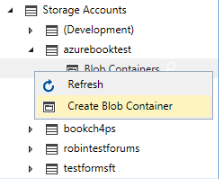 Storage Accounts
(Development)
azurebooktest
Blob Containers
Refresh
Create Blob Container
bookch4ps
robintestforums
testformsft